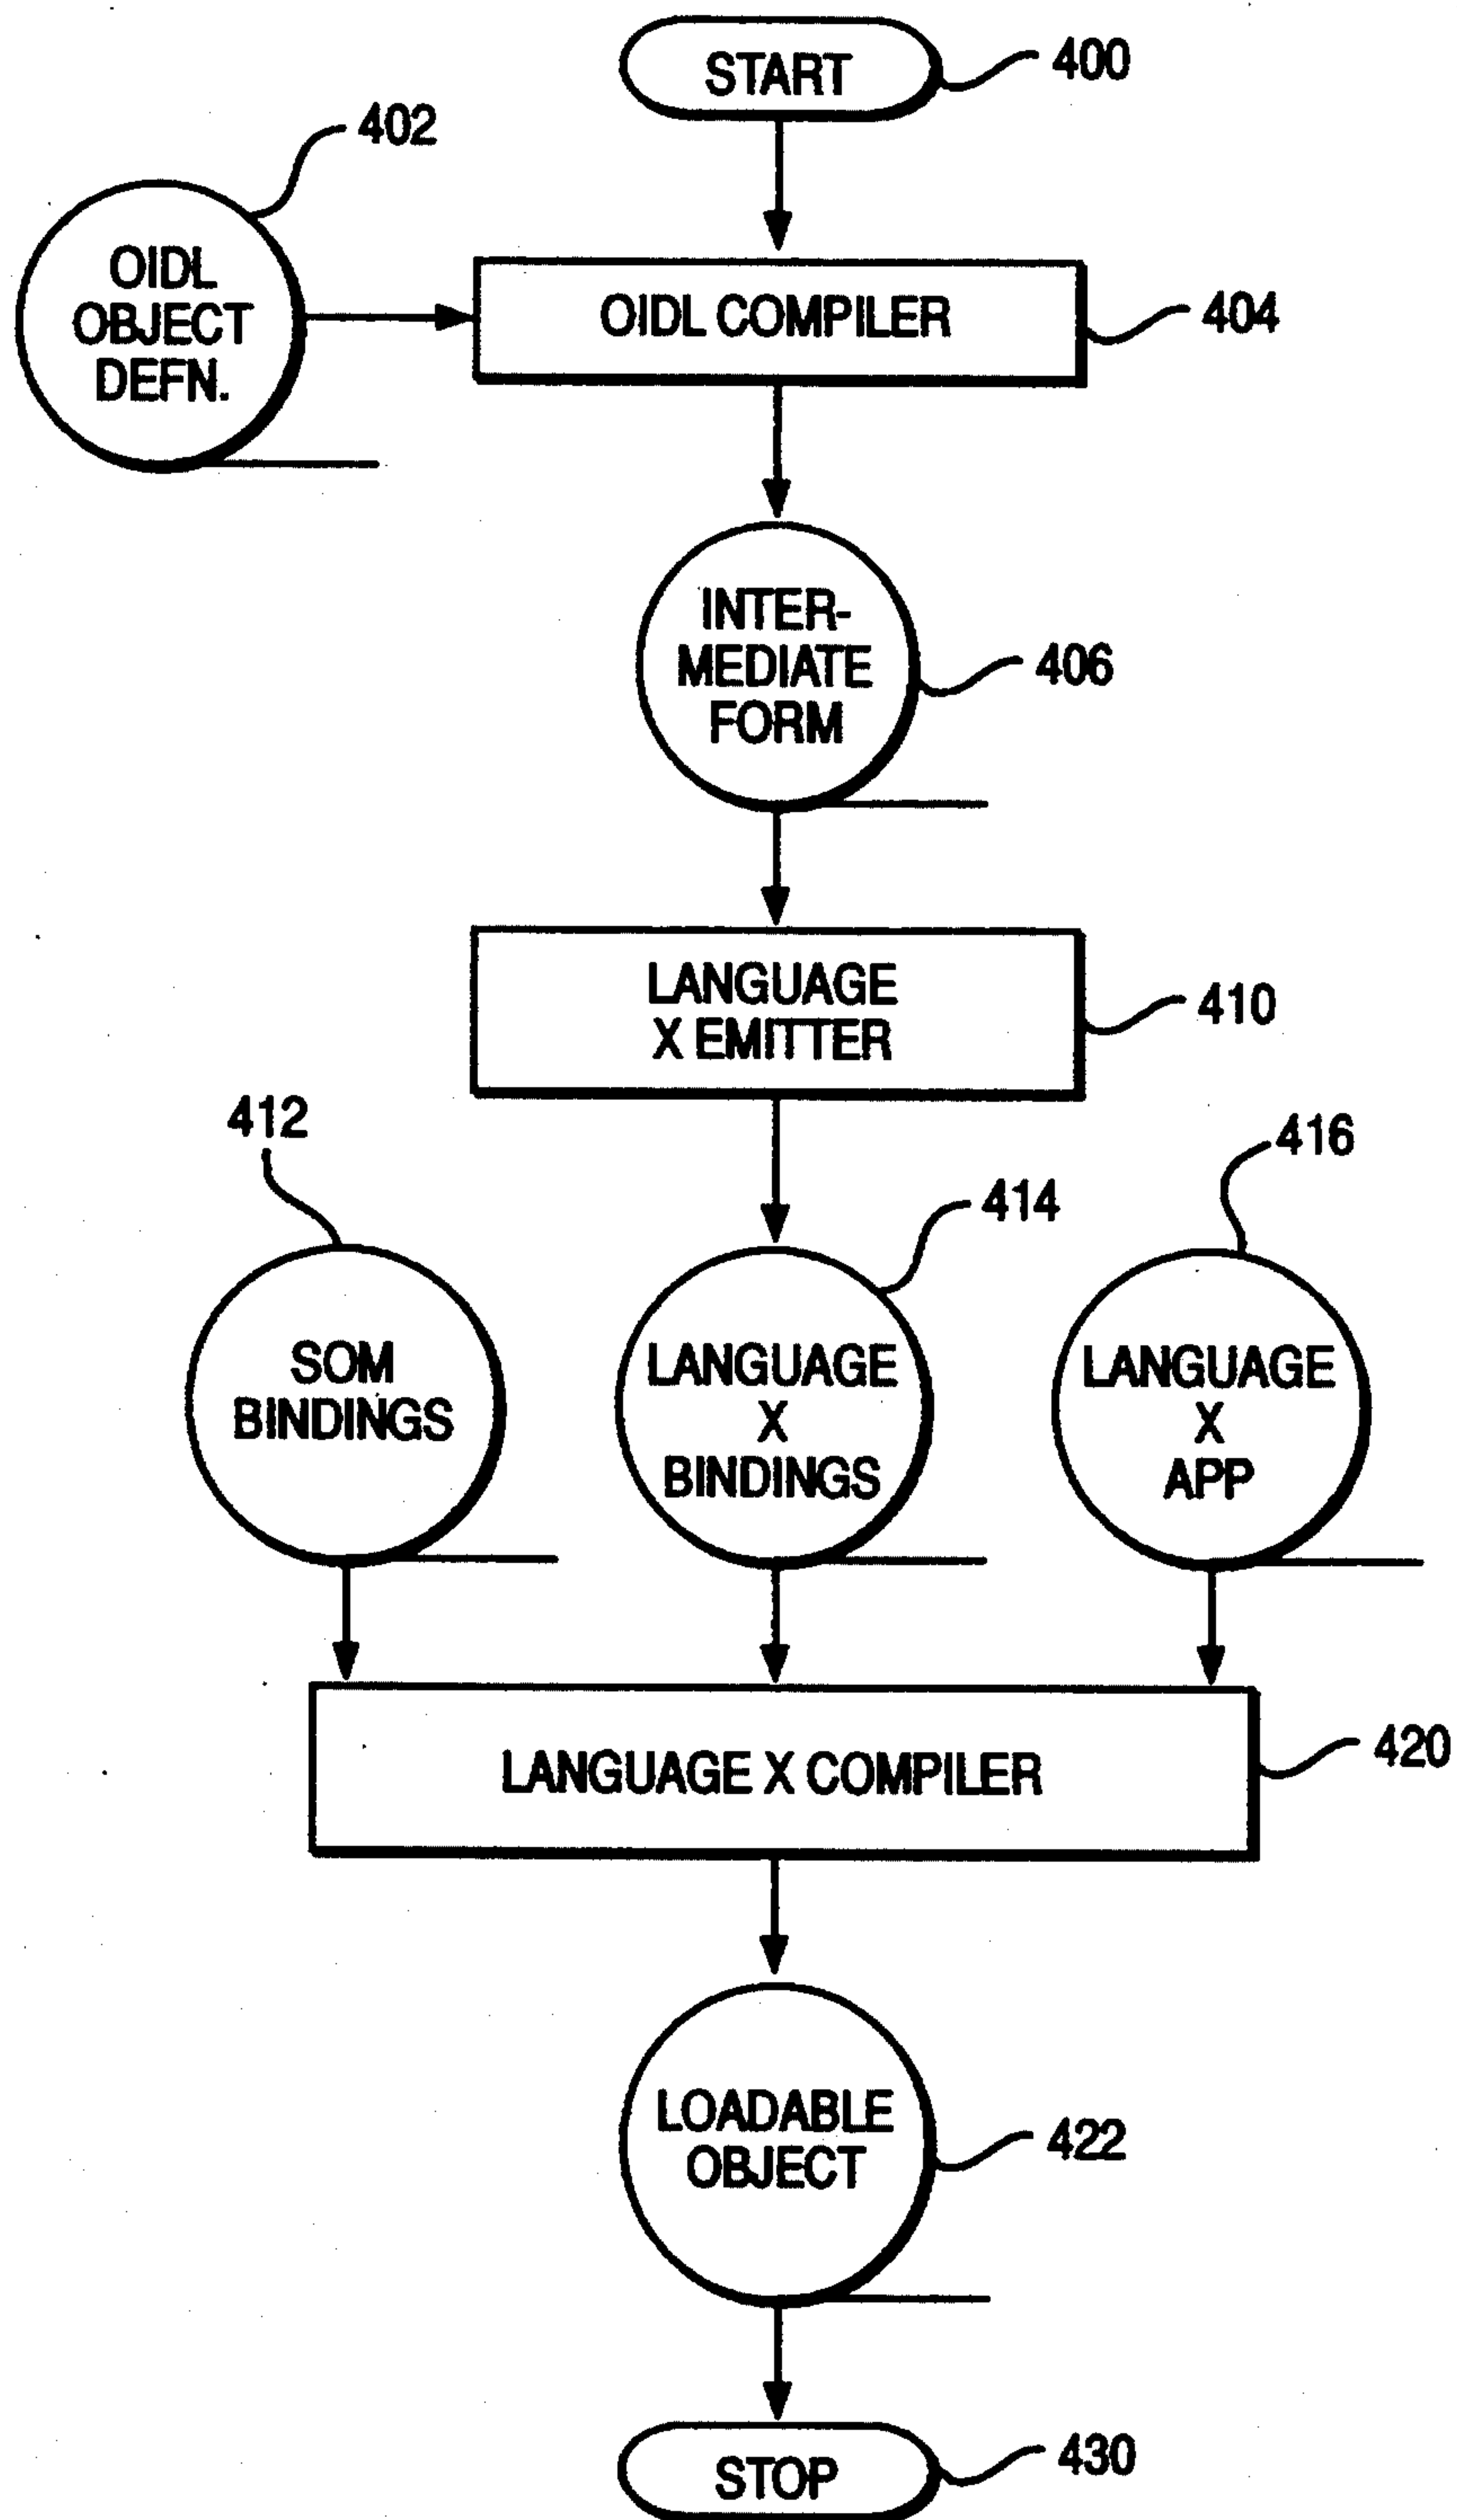 START
400
402
OIDL
OBJECT
DEFN.
OIDL COMPILER
404
INTER-
MEDIATE
FORM
406
LANGUAGE
X EMITTER
410
412
414
416
SOM
BINDINGS
LANGUAGE
X
BINDINGS
LANGUAGE
X
APP
LANGUAGE X COMPILER
420
LOADABLE
OBJECT
422
STOP
430